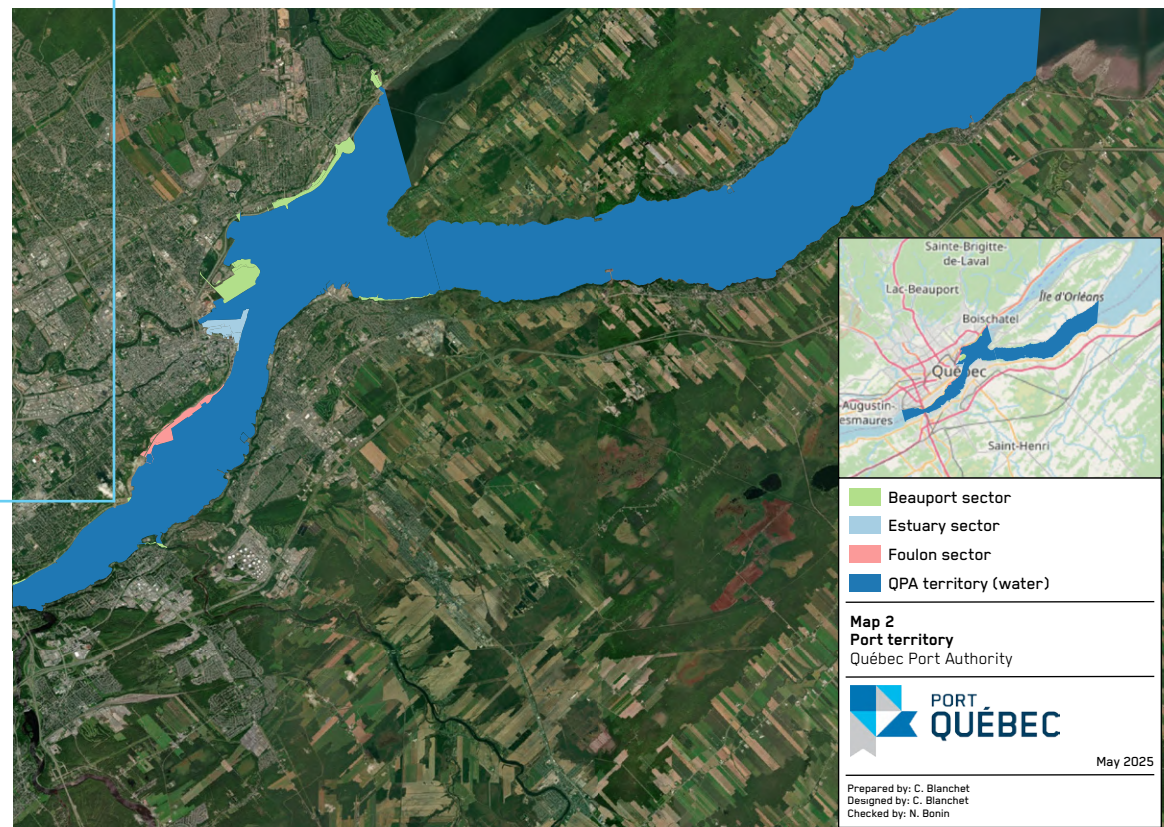 Sainte-Brigitte-
de-Laval
Lac-Beauport
Île d'Orléans
Boischatel
Québec
-Augustin-
esmaures
Saint-Henri
Beauport sector
Estuary sector
Foulon sector
QPA territory (water)
Map 2
Port territory
Québec Port Authority
PORT
QUÉBEC
May 2025
Prepared by: C. Blanchet
Designed by: C. Blanchet
Checked by: N. Bonin